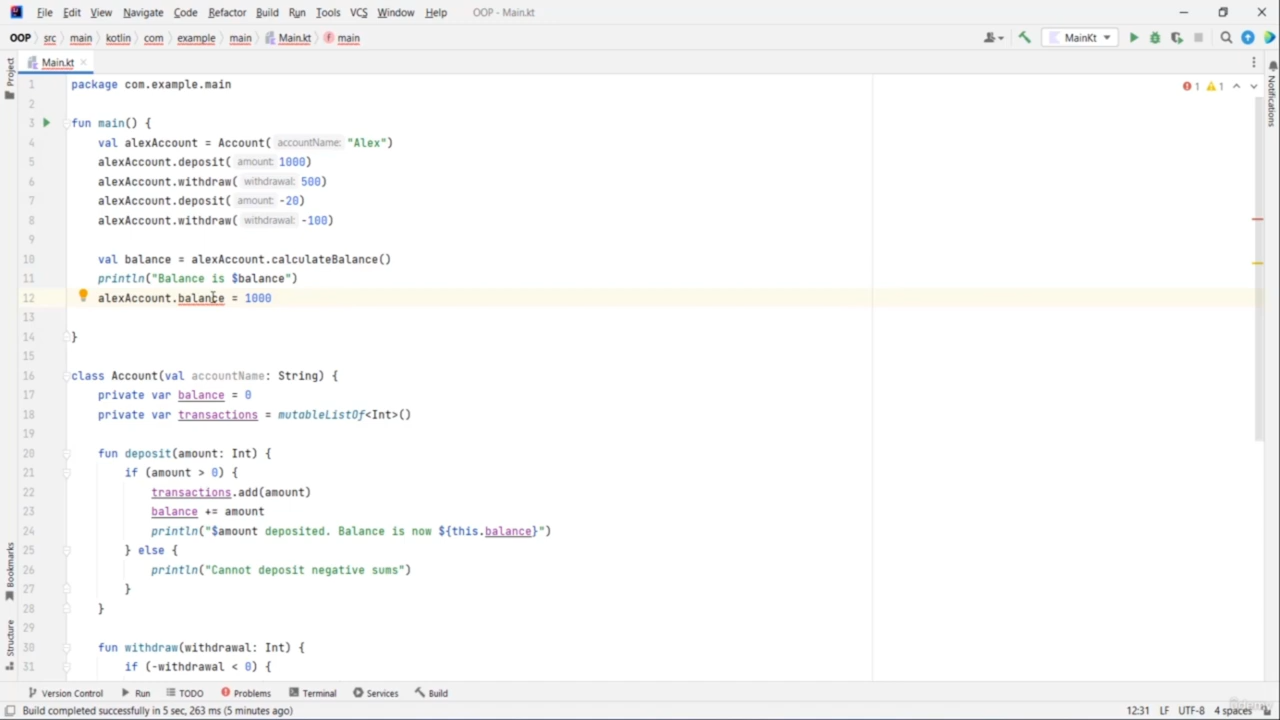 File Edit View Navigate Code Refactor Build Run Tools VCS Window Help OOP - Main.kt
OOP src main kotlin com example main Main.kt main MainKt
Project
Main.kt
Notifications
1 package com.example.main 1 1
2
3 fun main() {
4 val alexAccount = Account( accountName: "Alex")
5 alexAccount.deposit( amount: 1000)
6 alexAccount.withdraw( withdrawal: 500)
7 alexAccount.deposit( amount: -20)
8 alexAccount.withdraw( withdrawal: -100)
9
10 val balance = alexAccount.calculateBalance()
11 println("Balance is $balance")
12 alexAccount.balance = 1000
13
14 }
15
16 class Account(val accountName: String) {
17 private var balance = 0
18 private var transactions = mutableListOf<Int>()
19
20 fun deposit(amount: Int) {
21 if (amount > 0) {
22 transactions.add(amount)
23 balance += amount
24 println("$amount deposited. Balance is now ${this.balance}")
25 } else {
26 println("Cannot deposit negative sums")
27 }
28 }
29
30 fun withdraw(withdrawal: Int) {
31 if (-withdrawal < 0) {
Bookmarks
Structure
Version Control Run TODO Problems Terminal Services Build
Build completed successfully in 5 sec, 263 ms (5 minutes ago) 12:31 LF UTF-8 4 spaces